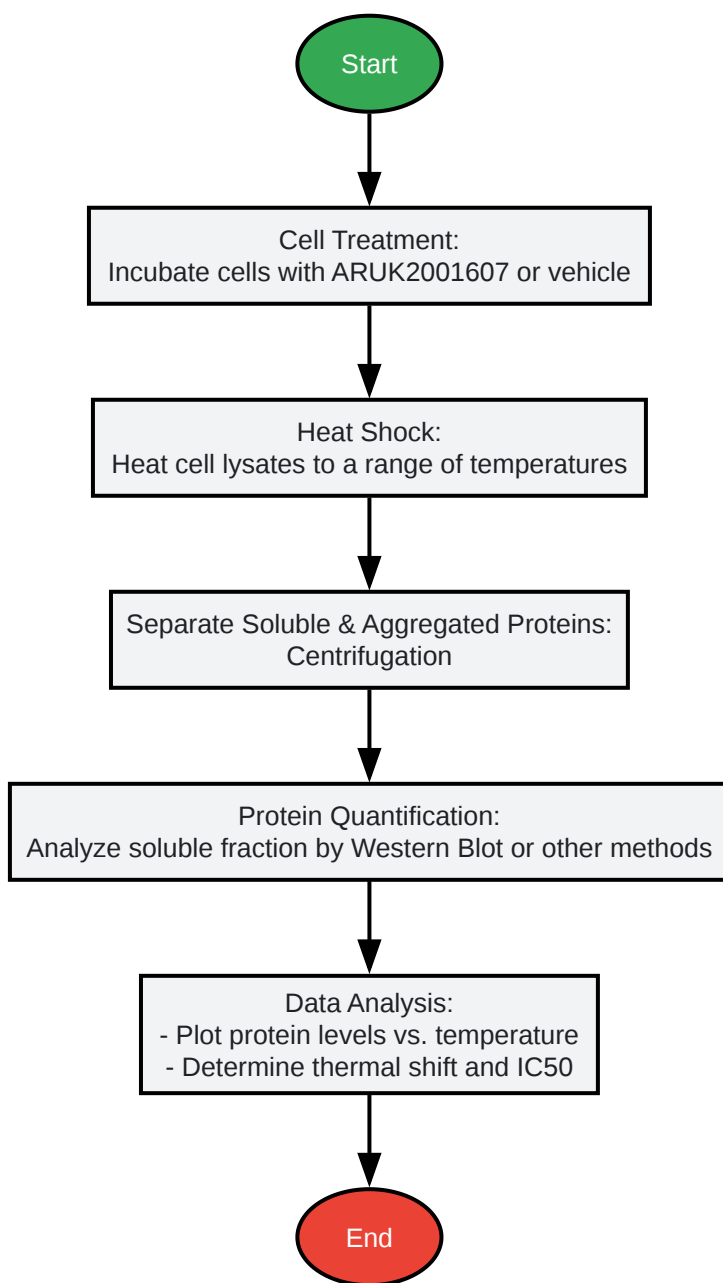 Start
Cell Treatment:
Incubate cells with ARUK2001607 or vehicle
Heat Shock:
Heat cell lysates to a range of temperatures
Separate Soluble & Aggregated Proteins:
Centrifugation
Protein Quantification:
Analyze soluble fraction by Western Blot or other methods
Data Analysis:
- Plot protein levels vs. temperature
- Determine thermal shift and IC50
End